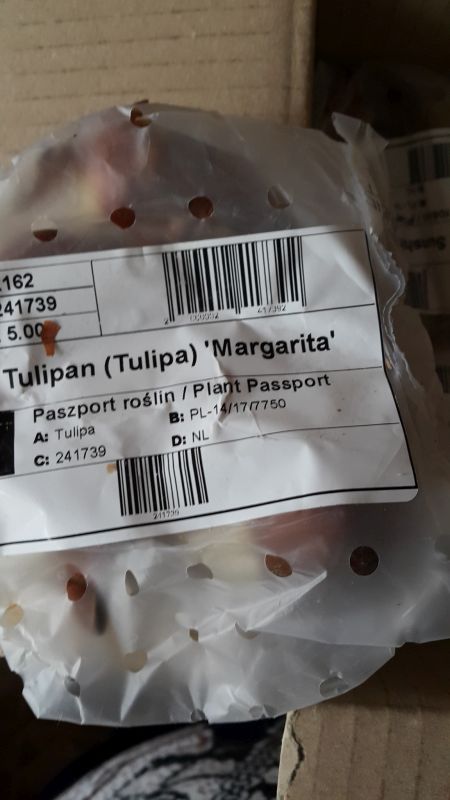 .162
241739
5.00
Tulipan (Tulipa) 'Margarita'
Paszport roślin / Plant Passport
A: Tulipa B: PL-14/17/7750
C: 241739 D: NL
241739